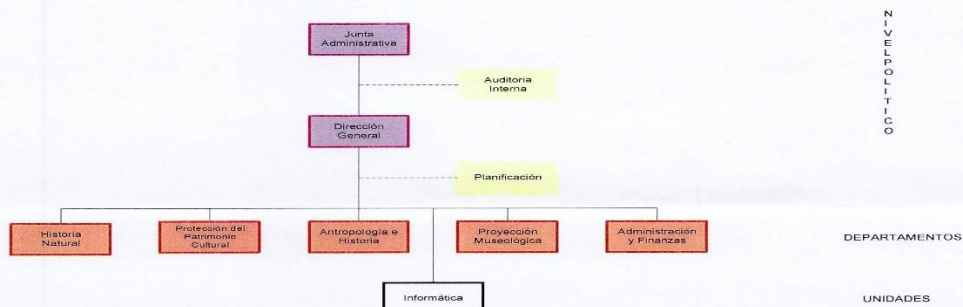 Junta
Administrativa
Auditoria
Interna
Dirección
General
Planificación
Historia
Natural
Protección del
Patrimonio
Cultural
Antropología e
Historia
Proyección
Museológica
Administración
y Finanzas
Informática
NIVEL POLITICO
DEPARTAMENTOS
UNIDADES